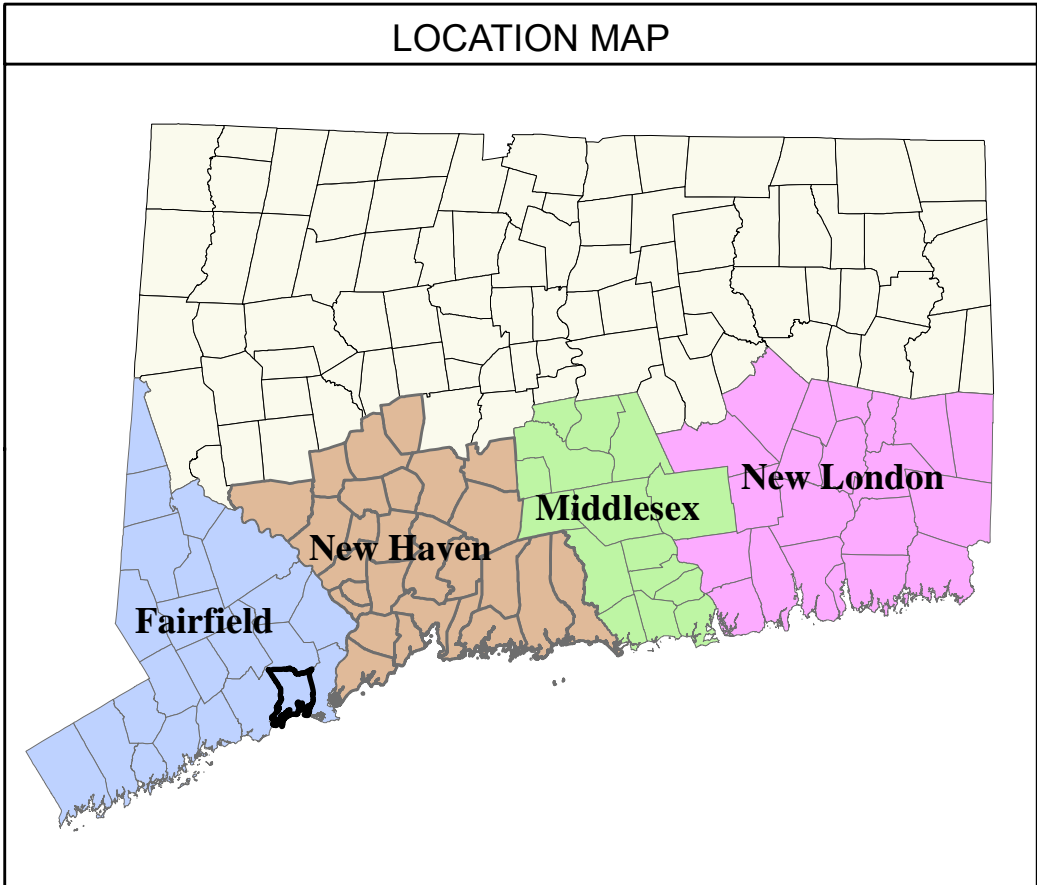 LOCATION MAP
New London
Middlesex
New Haven
Fairfield